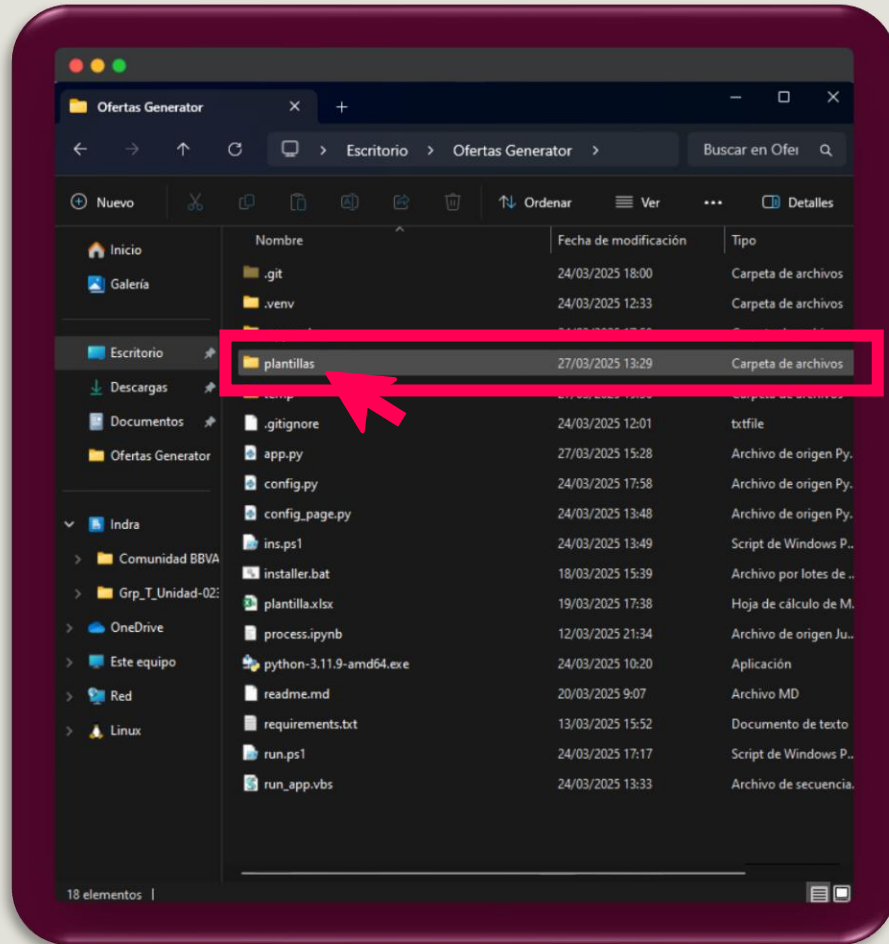 Ofertas Generator
Escritorio > Ofertas Generator >
Buscar en Ofer
Nuevo
Ordenar
Ver
Detalles
Inicio
Galería
Escritorio
Descargas
Documentos
Ofertas Generator
Indra
Comunidad BBVA
Grp_T_Unidad-023
OneDrive
Este equipo
Red
Linux
Nombre Fecha de modificación Tipo
.git 24/03/2025 18:00 Carpeta de archivos
.venv 24/03/2025 12:33 Carpeta de archivos
plantillas 27/03/2025 13:29 Carpeta de archivos
temp Carpeta de archivos
.gitignore 24/03/2025 12:01 txtfile
app.py 27/03/2025 15:28 Archivo de origen Py.
config.py 24/03/2025 17:58 Archivo de origen Py.
config_page.py 24/03/2025 13:48 Archivo de origen Py.
ins.ps1 24/03/2025 13:49 Script de Windows P..
installer.bat 18/03/2025 15:39 Archivo por lotes de ..
plantilla.xlsx 19/03/2025 17:38 Hoja de cálculo de M.
process.ipynb 12/03/2025 21:34 Archivo de origen Ju..
python-3.11.9-amd64.exe 24/03/2025 10:20 Aplicación
readme.md 20/03/2025 9:07 Archivo MD
requirements.txt 13/03/2025 15:52 Documento de texto
run.ps1 24/03/2025 17:17 Script de Windows P..
run_app.vbs 24/03/2025 13:33 Archivo de secuencia.
18 elementos